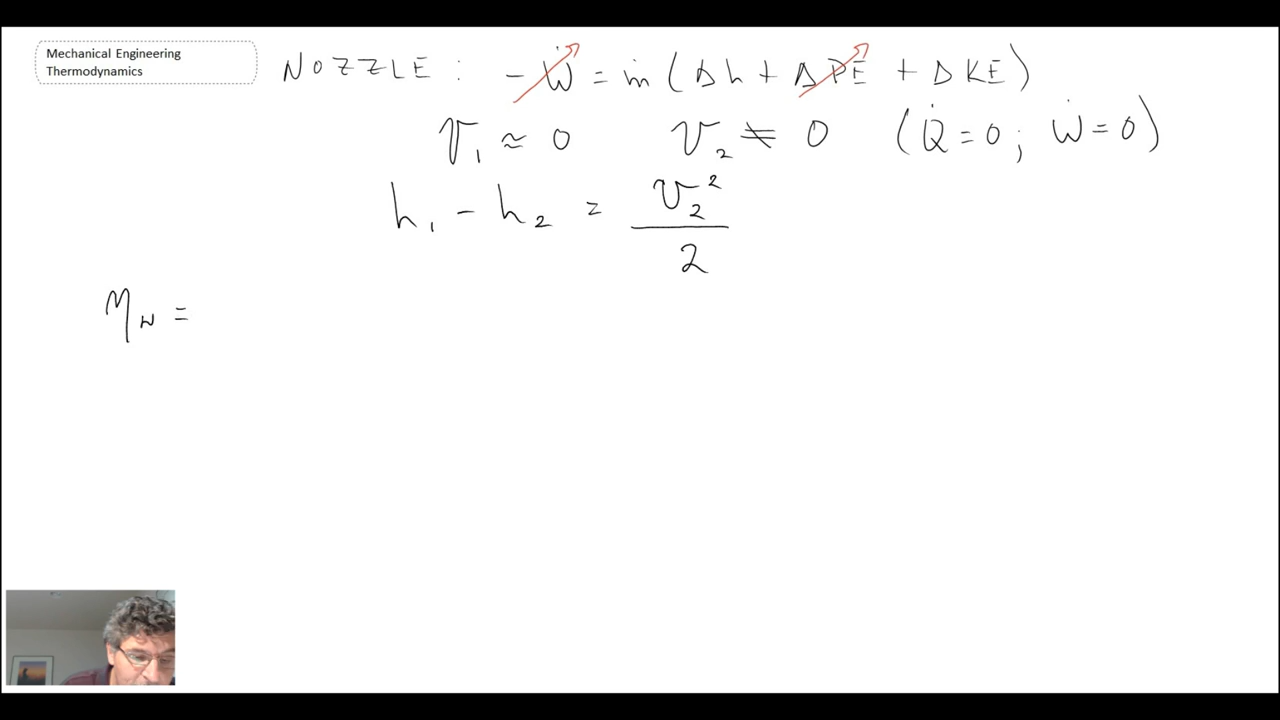 Mechanical Engineering
Thermodynamics
NOZZLE : - Ẇ = ṁ ( Δh + ΔPE + ΔKE )
V₁ ≈ 0 V₂ ≠ 0 ( Q̇ = 0 ; Ẇ = 0 )
h₁ - h₂ = V₂² / 2
η_N =